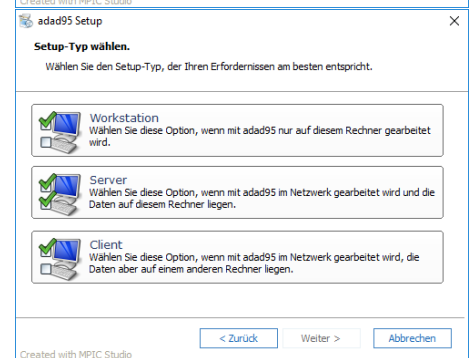 Created with MPIC Studio
adad95 Setup
Setup-Typ wählen.
Wählen Sie den Setup-Typ, der Ihren Erfordernissen am besten entspricht.
Workstation
Wählen Sie diese Option, wenn mit adad95 nur auf diesem Rechner gearbeitet
wird.
Server
Wählen Sie diese Option, wenn mit adad95 im Netzwerk gearbeitet wird und die
Daten auf diesem Rechner liegen.
Client
Wählen Sie diese Option, wenn mit adad95 im Netzwerk gearbeitet wird, die
Daten aber auf einem anderen Rechner liegen.
< Zurück Weiter > Abbrechen
Created with MPIC Studio